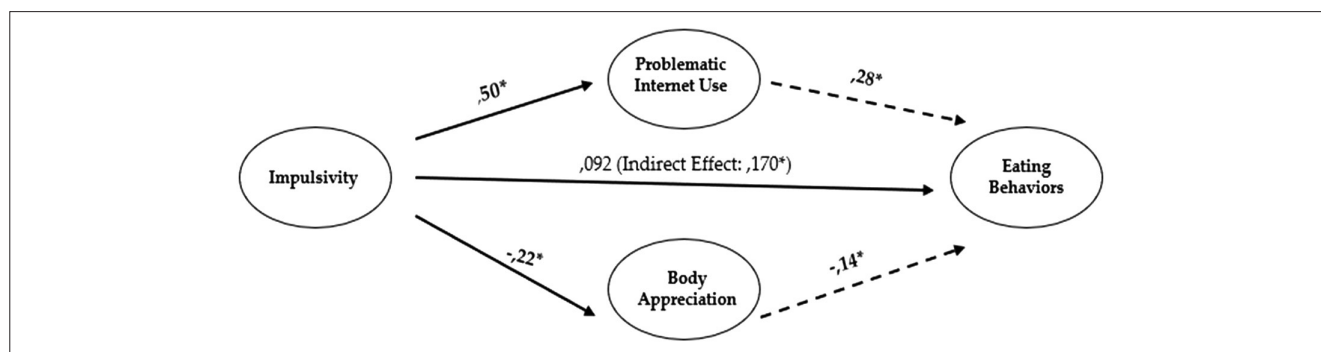 Problematic
Internet Use
,50*
,28*
,092 (Indirect Effect: ,170*)
Impulsivity
Eating
Behaviors
-,22*
-,14*
Body
Appreciation